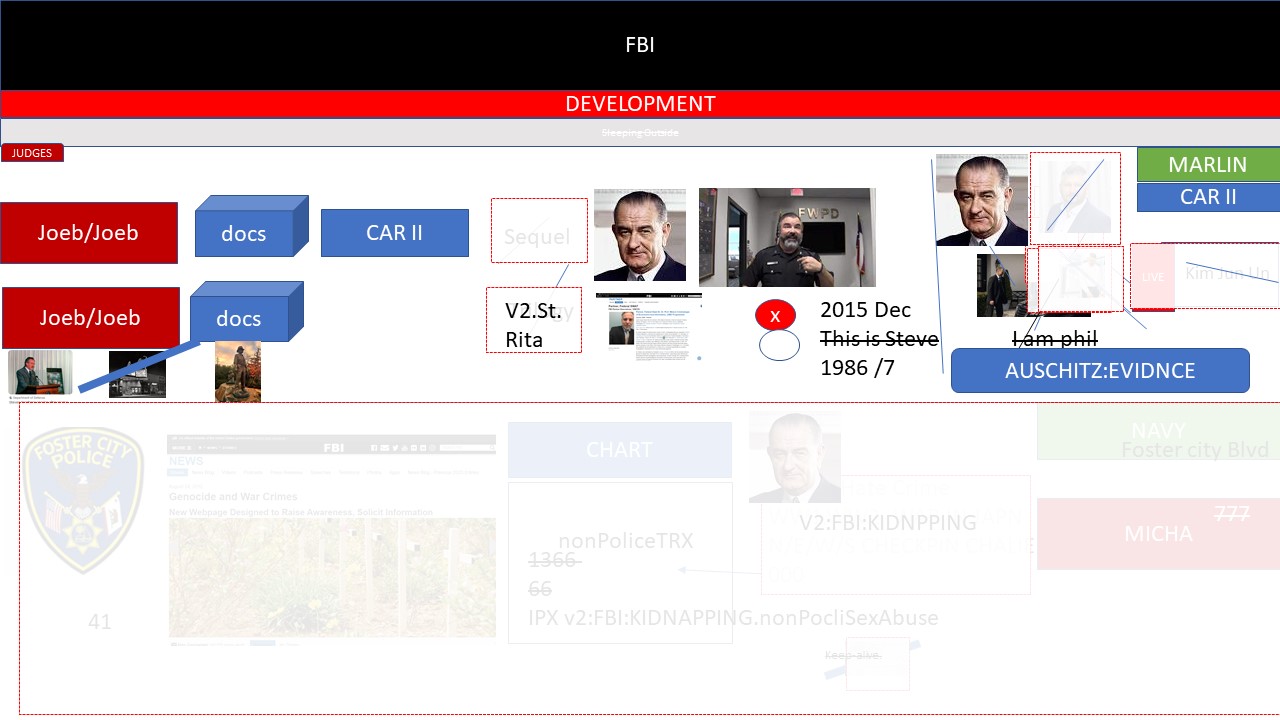 FBI
DEVELOPMENT
Sleeping Outside
JUDGES
MARLIN
CAR II
Joeb/Joeb
docs
CAR II
Sequel
FWPD
LIVE
Kim Jun Un
Joeb/Joeb
docs
V2.St.
Rita
X
2015 Dec
This is Steve
1986 /7
I am phil
AUSCHITZ:EVIDNCE
FOSTER CITY
POLICE
41
FBI
NEWS
Genocide and War Crimes
New Webpage Designed to Raise Awareness, Solicit Information
CHART
nonPoliceTRX
1366
66
IPX v2:FBI:KIDNAPPING.nonPocliSexAbuse
V2:FBI:KIDNPPING
NAVY
Foster city Blvd
777
MICHA
Keep alive.